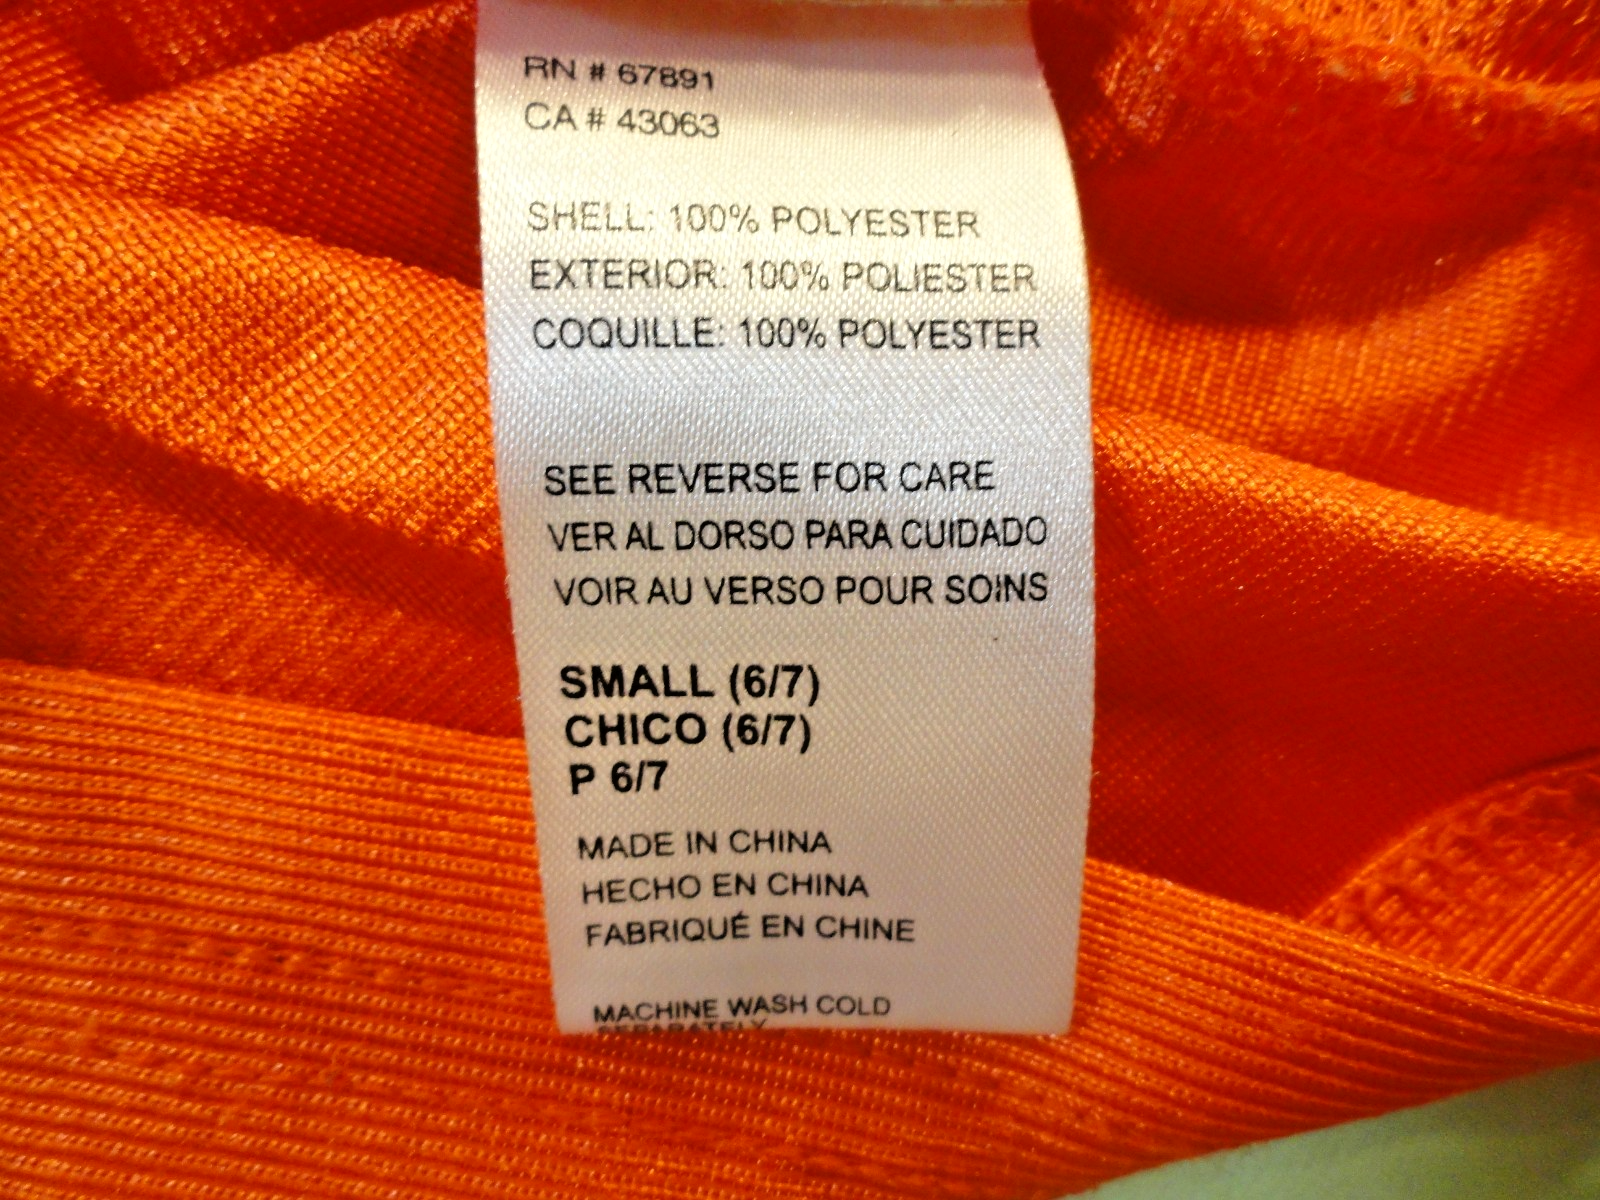 RN # 67891
CA # 43063
SHELL: 100% POLYESTER
EXTERIOR: 100% POLIESTER
COQUILLE: 100% POLYESTER
SEE REVERSE FOR CARE
VER AL DORSO PARA CUIDADO
VOIR AU VERSO POUR SOINS
SMALL (6/7)
CHICO (6/7)
P 6/7
MADE IN CHINA
HECHO EN CHINA
FABRIQUÉ EN CHINE
MACHINE WASH COLD
SEPARATELY